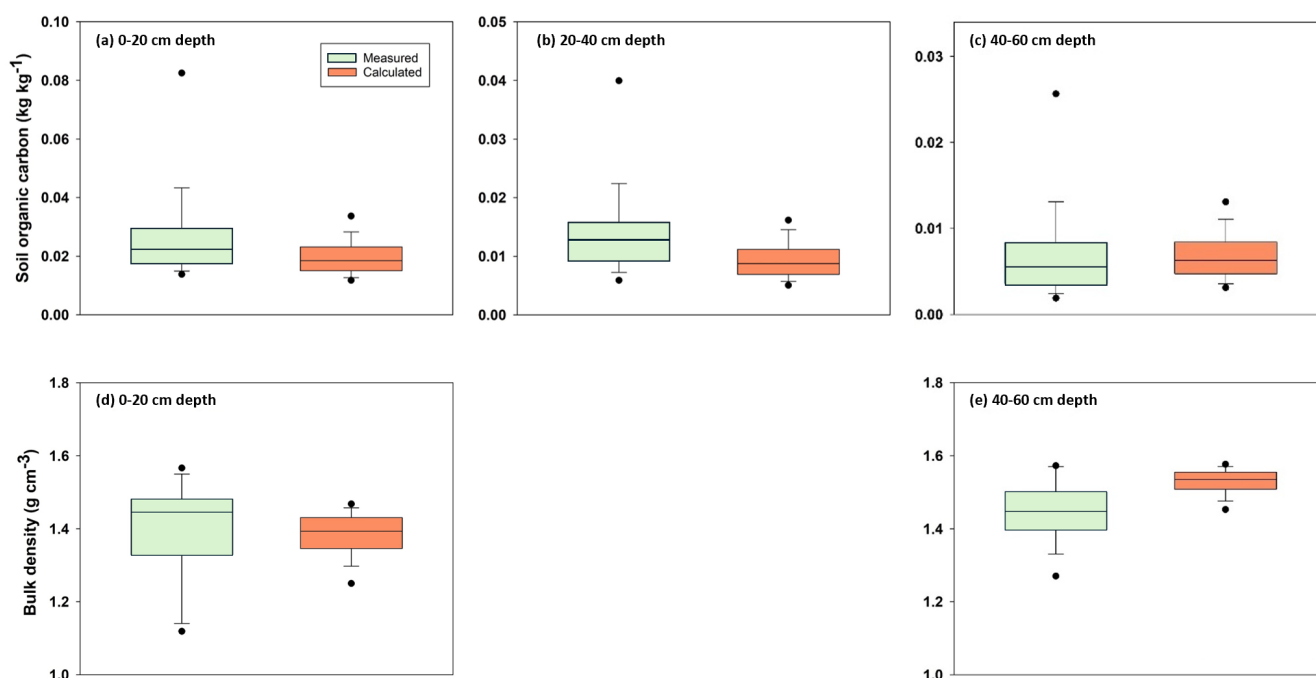 Soil organic carbon (kg kg⁻¹)
0.10
0.08
0.06
0.04
0.02
0.00
(a) 0-20 cm depth
Measured
Calculated
0.05
0.04
0.03
0.02
0.01
0.00
(b) 20-40 cm depth
0.03
0.02
0.01
0.00
(c) 40-60 cm depth
Bulk density (g cm⁻³)
1.8
1.6
1.4
1.2
1.0
(d) 0-20 cm depth
1.8
1.6
1.4
1.2
1.0
(e) 40-60 cm depth